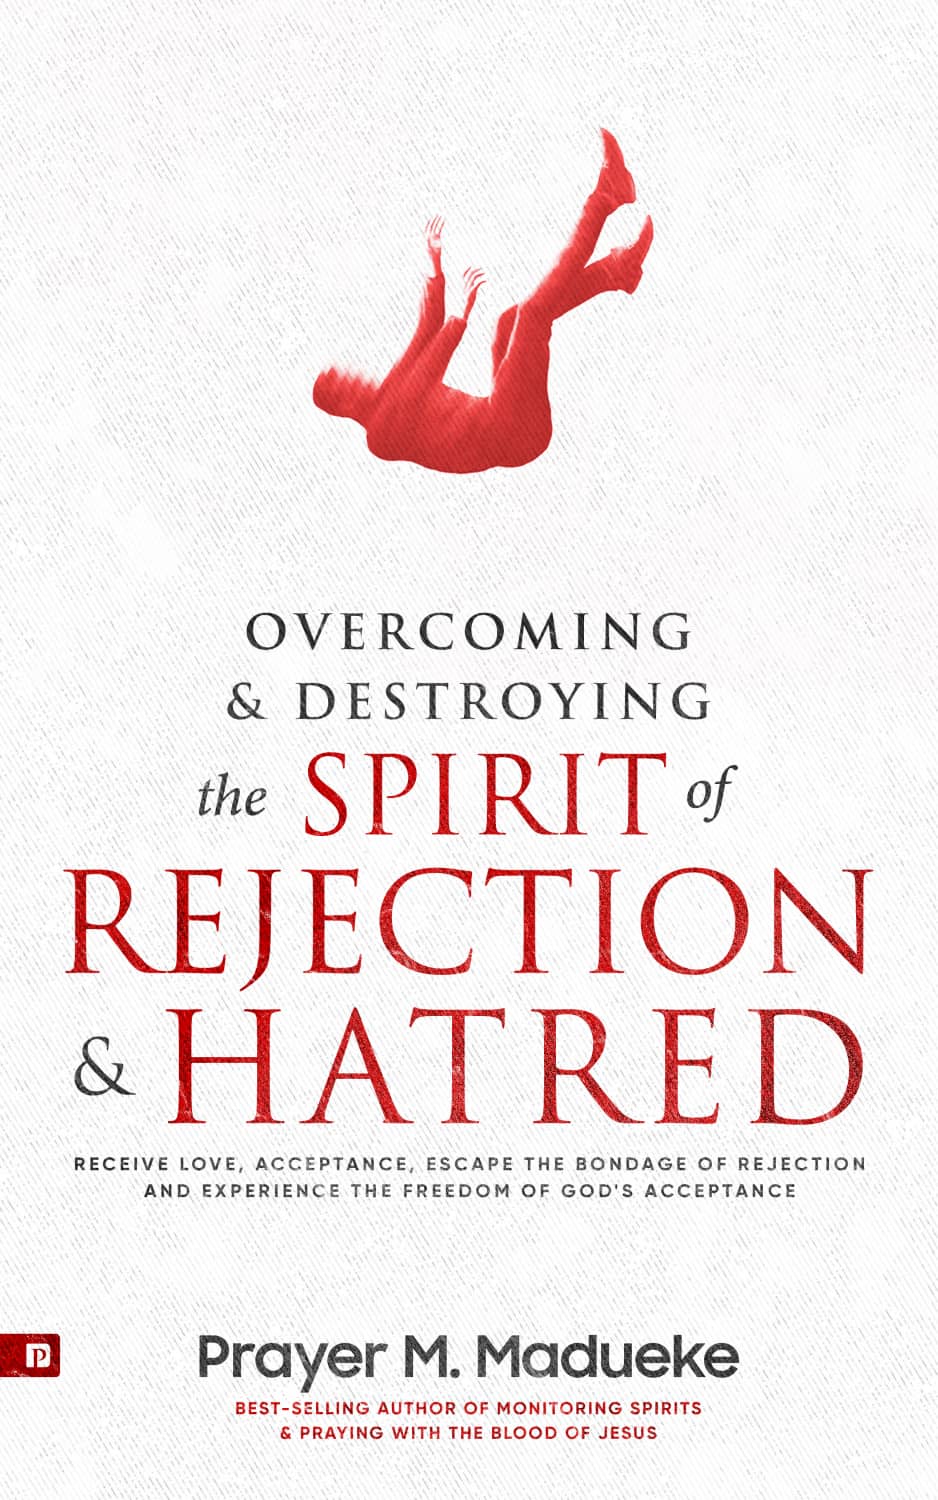 OVERCOMING
& DESTROYING
the SPIRIT of
REJECTION
& HATRED
RECEIVE LOVE, ACCEPTANCE, ESCAPE THE BONDAGE OF REJECTION
AND EXPERIENCE THE FREEDOM OF GOD'S ACCEPTANCE
Prayer M. Madueke
BEST-SELLING AUTHOR OF MONITORING SPIRITS
& PRAYING WITH THE BLOOD OF JESUS